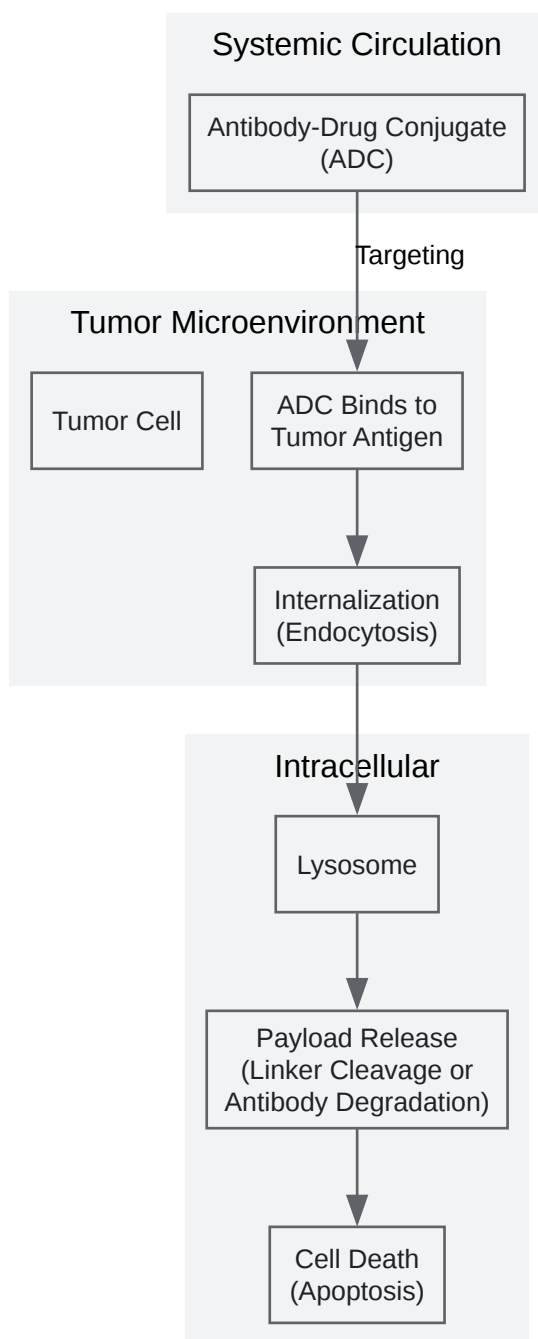 Systemic Circulation
Antibody-Drug Conjugate
(ADC)
Targeting
Tumor Microenvironment
Tumor Cell
ADC Binds to
Tumor Antigen
Internalization
(Endocytosis)
Intracellular
Lysosome
Payload Release
(Linker Cleavage or
Antibody Degradation)
Cell Death
(Apoptosis)